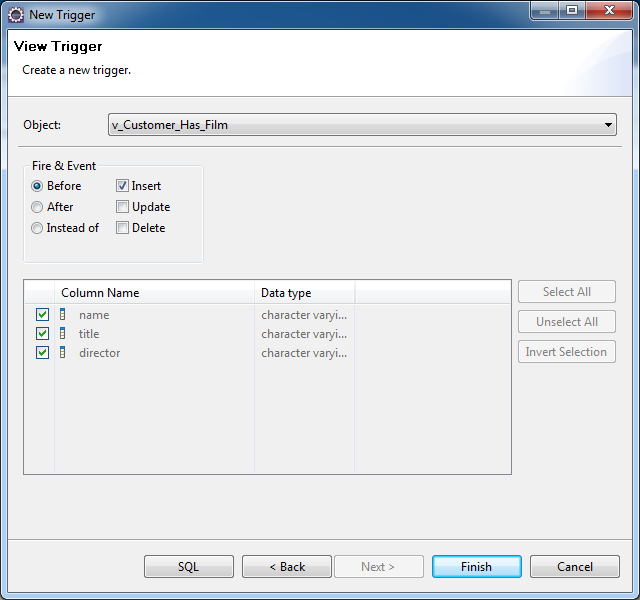 New Trigger
View Trigger
Create a new trigger.
Object: v_Customer_Has_Film
Fire & Event
Before Insert
After Update
Instead of Delete
Column Name Data type
name character varyi...
title character varyi...
director character varyi...
Select All
Unselect All
Invert Selection
SQL < Back Next > Finish Cancel